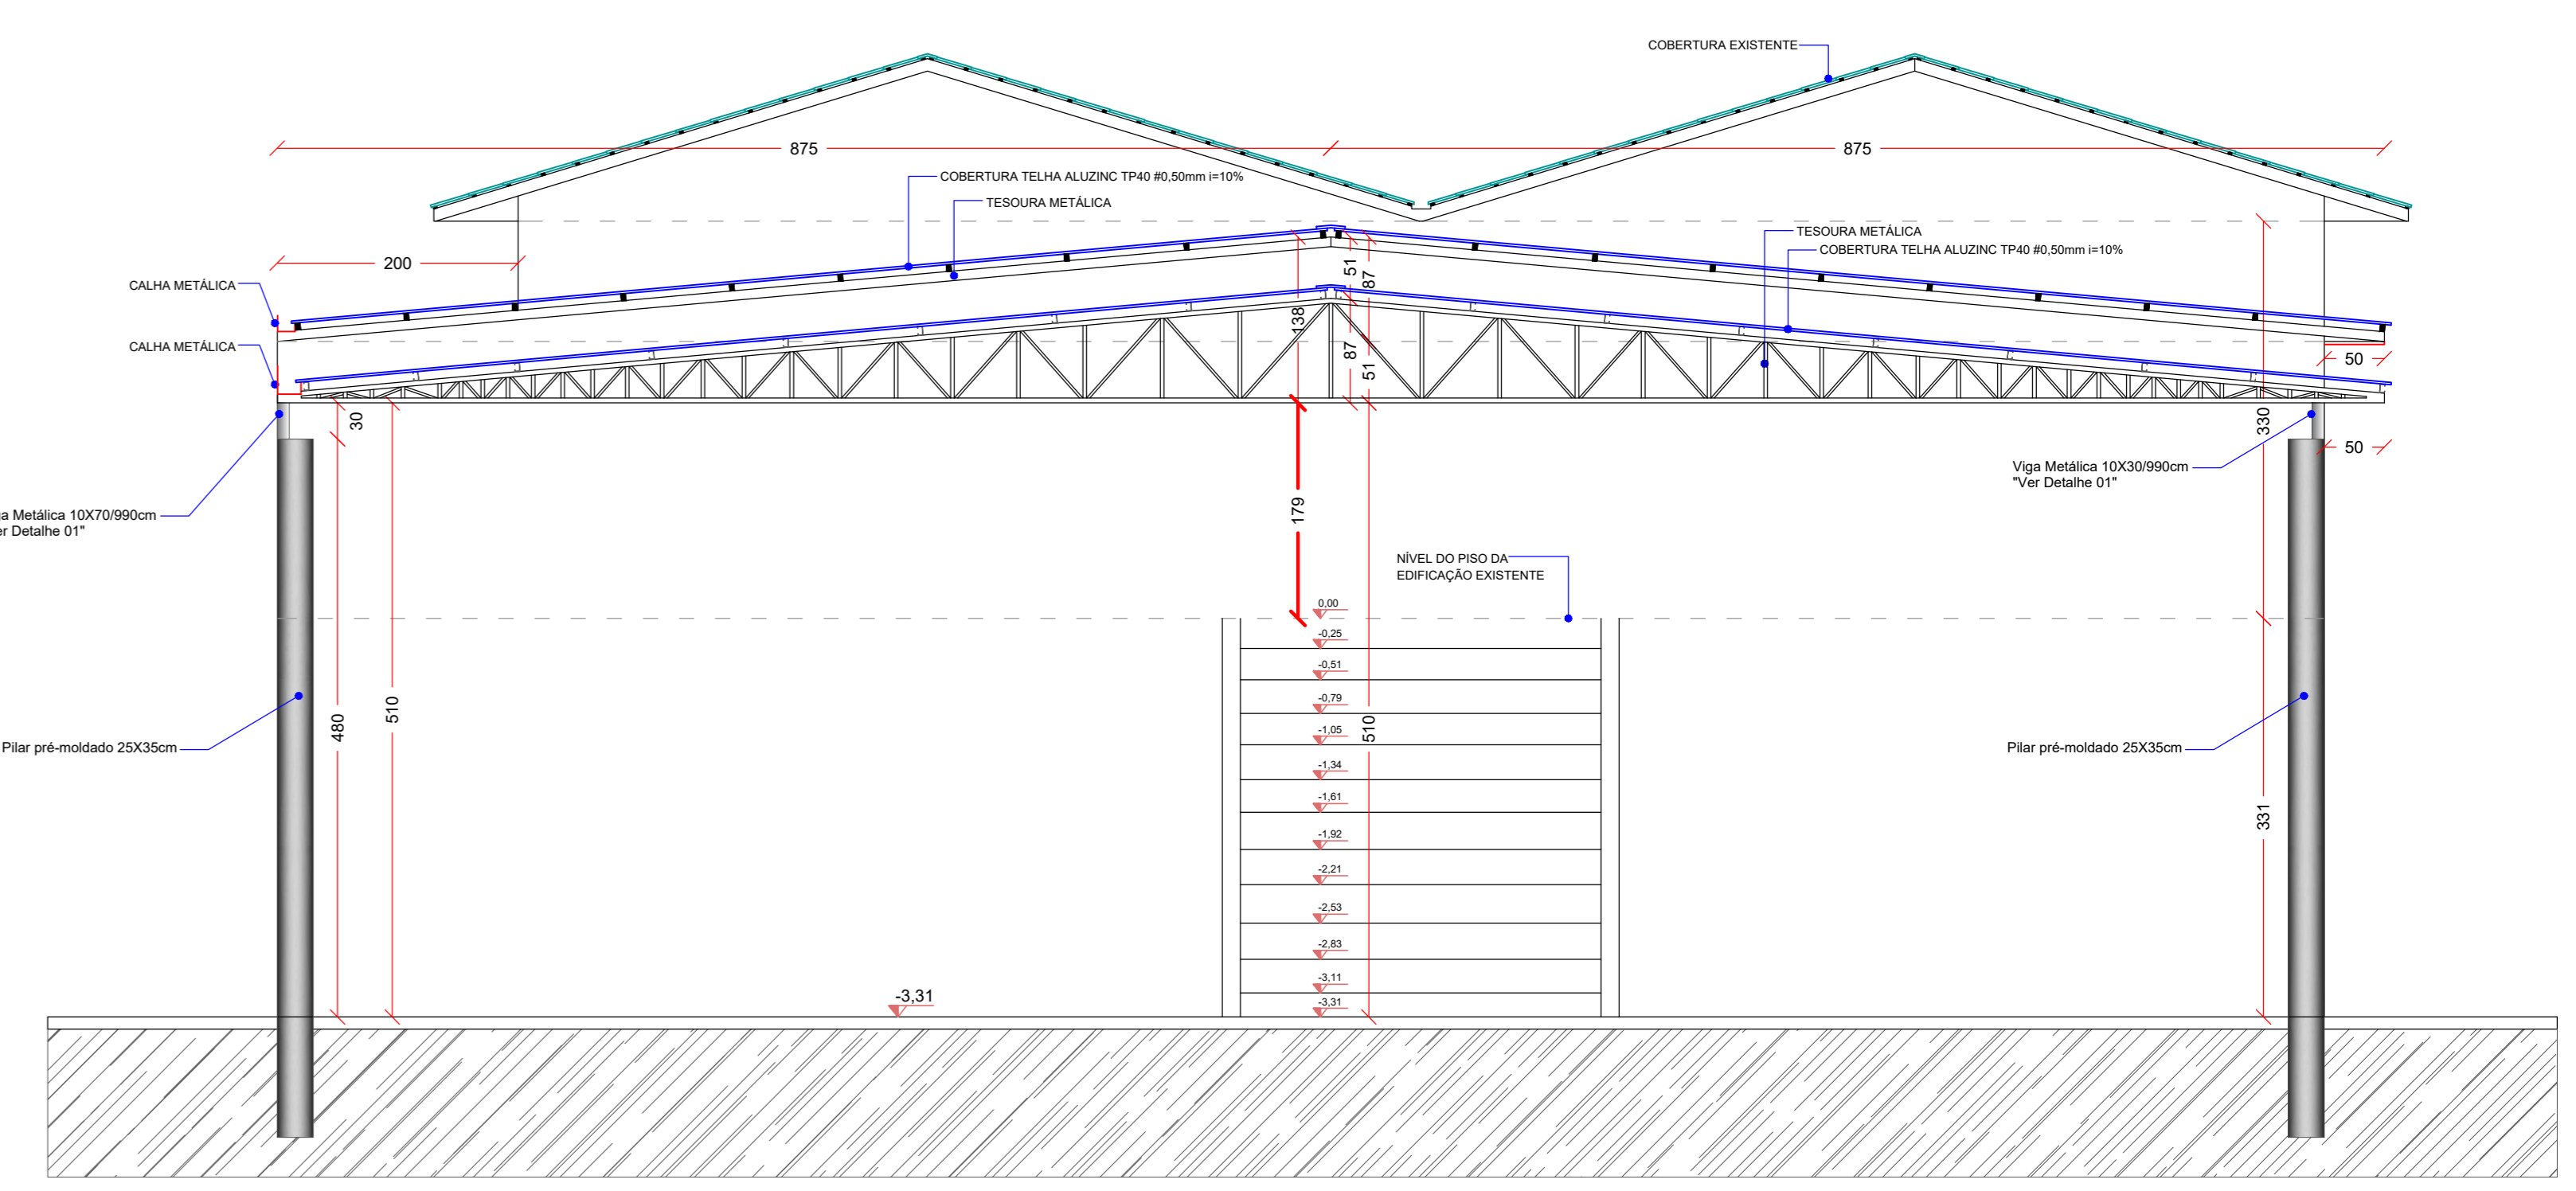 COBERTURA EXISTENTE
875
875
COBERTURA TELHA ALUZINC TP40 #0,50mm i=10%
TESOURA METÁLICA
TESOURA METÁLICA
COBERTURA TELHA ALUZINC TP40 #0,50mm i=10%
200
CALHA METÁLICA
CALHA METÁLICA
51
87
138
87
51
50
30
330
50
Viga Metálica 10X30/990cm
"Ver Detalhe 01"
a Metálica 10X70/990cm
er Detalhe 01"
179
NÍVEL DO PISO DA
EDIFICAÇÃO EXISTENTE
0,00
-0,25
-0,51
-0,79
-1,05
-1,34
-1,61
-1,92
-2,21
-2,53
-2,83
-3,11
-3,31
480
510
510
331
Pilar pré-moldado 25X35cm
Pilar pré-moldado 25X35cm
-3,31